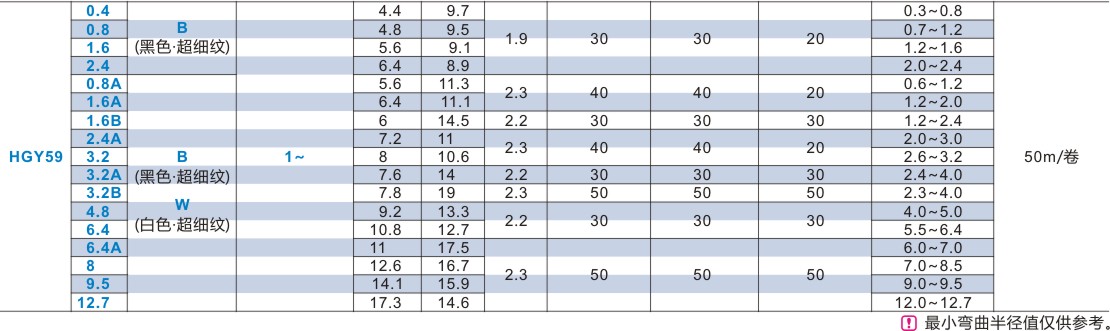 0.4 4.4 9.7 0.3~0.8
0.8 B 4.8 9.5 0.7~1.2
1.6 (黑色·超细纹) 5.6 9.1 1.9 30 30 20 1.2~1.6
2.4 6.4 8.9 2.0~2.4
0.8A 5.6 11.3 0.6~1.2
1.6A 6.4 11.1 2.3 40 40 20 1.2~2.0
1.6B 6 14.5 2.2 30 30 30 1.2~2.4
2.4A 7.2 11 2.0~3.0
HGY59 3.2 B 1~ 8 10.6 2.3 40 40 20 2.6~3.2 50m/卷
3.2A (黑色·超细纹) 7.6 14 2.2 30 30 30 2.4~4.0
3.2B 7.8 19 2.3 50 50 50 2.3~4.0
4.8 W 9.2 13.3 4.0~5.0
6.4 (白色·超细纹) 10.8 12.7 2.2 30 30 30 5.5~6.4
6.4A 11 17.5 6.0~7.0
8 12.6 16.7 7.0~8.5
9.5 14.1 15.9 2.3 50 50 50 9.0~9.5
12.7 17.3 14.6 12.0~12.7
最小弯曲半径值仅供参考。